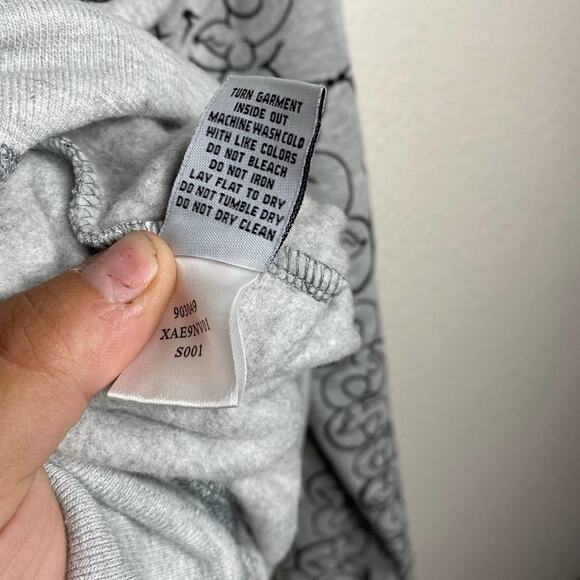 TURN GARMENT
INSIDE OUT
MACHINE WASH COLD
WITH LIKE COLORS
DO NOT BLEACH
DO NOT IRON
LAY FLAT TO DRY
DO NOT TUMBLE DRY
DO NOT DRY CLEAN
903049
XAE9NV01
S001